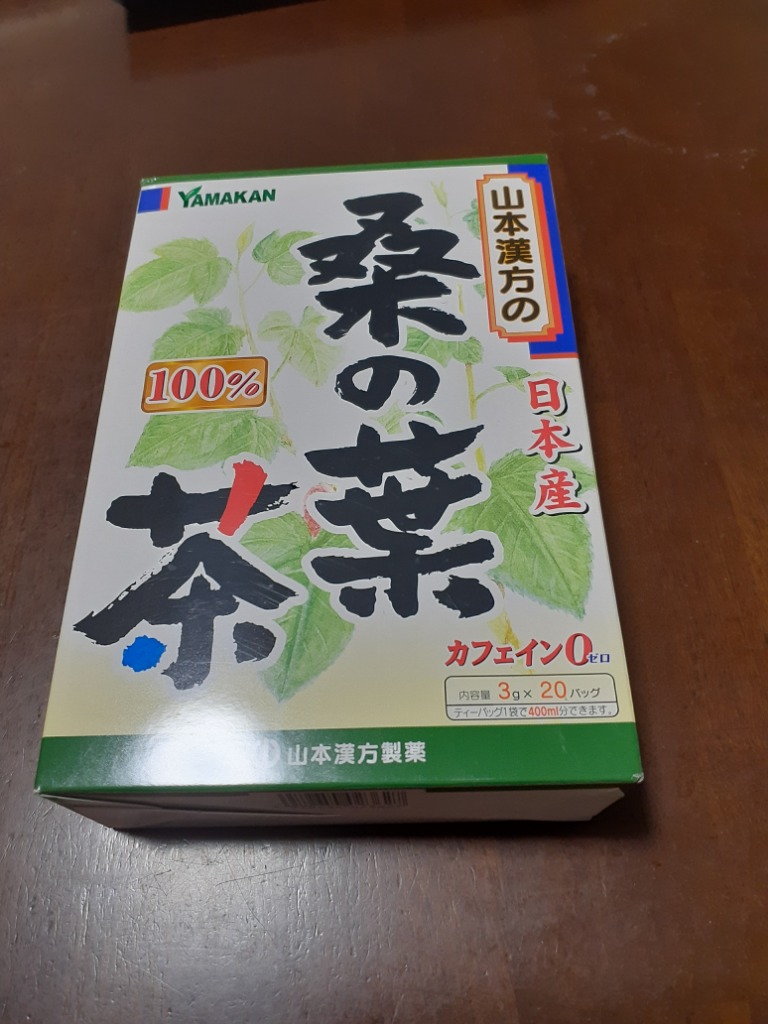 YAMAKAN
山本漢方の
桑の葉
茶
100%
日本産
カフェイン0ゼロ
内容量 3g× 20バッグ
ティーバッグ1袋で400ml分できます。
山本漢方製薬